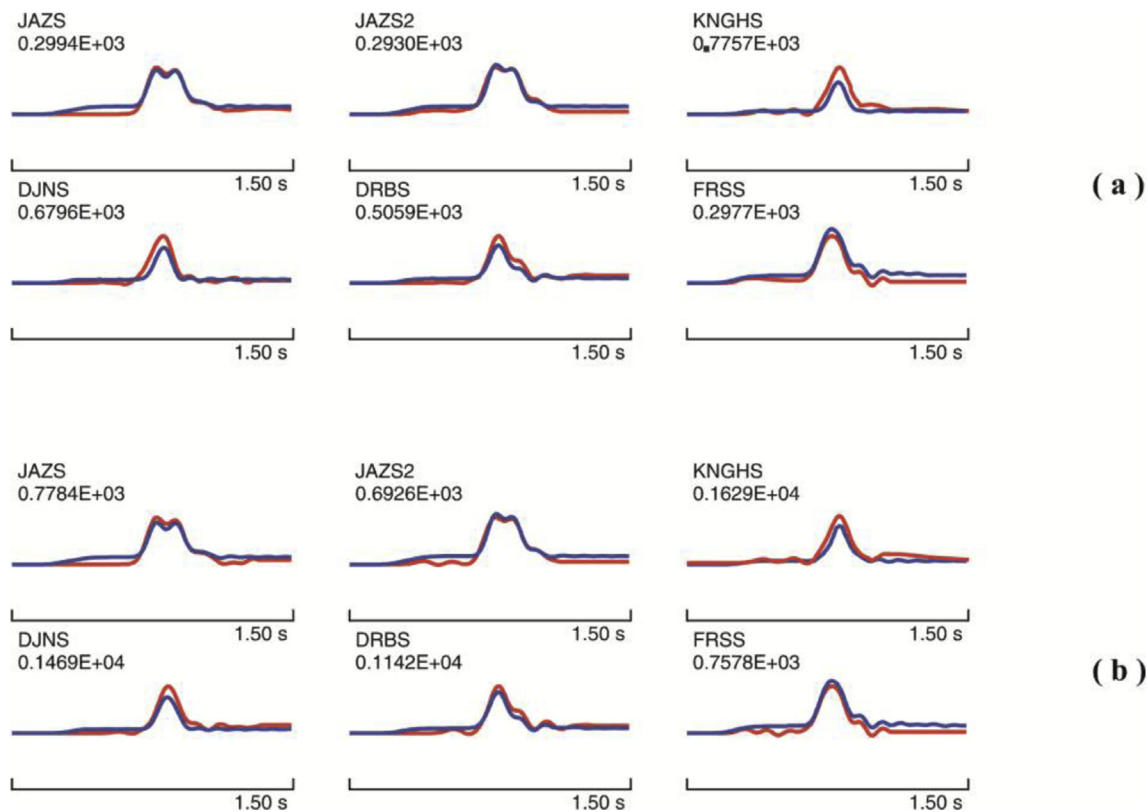 JAZS JAZS2 KNGHS
0.2994E+03 0.2930E+03 0.7757E+03
( a )
1.50 s 1.50 s 1.50 s
DJNS DRBS FRSS
0.6796E+03 0.5059E+03 0.2977E+03
1.50 s 1.50 s 1.50 s
JAZS JAZS2 KNGHS
0.7784E+03 0.6926E+03 0.1629E+04
1.50 s 1.50 s 1.50 s
DJNS DRBS FRSS
0.1469E+04 0.1142E+04 0.7578E+03
( b )
1.50 s 1.50 s 1.50 s